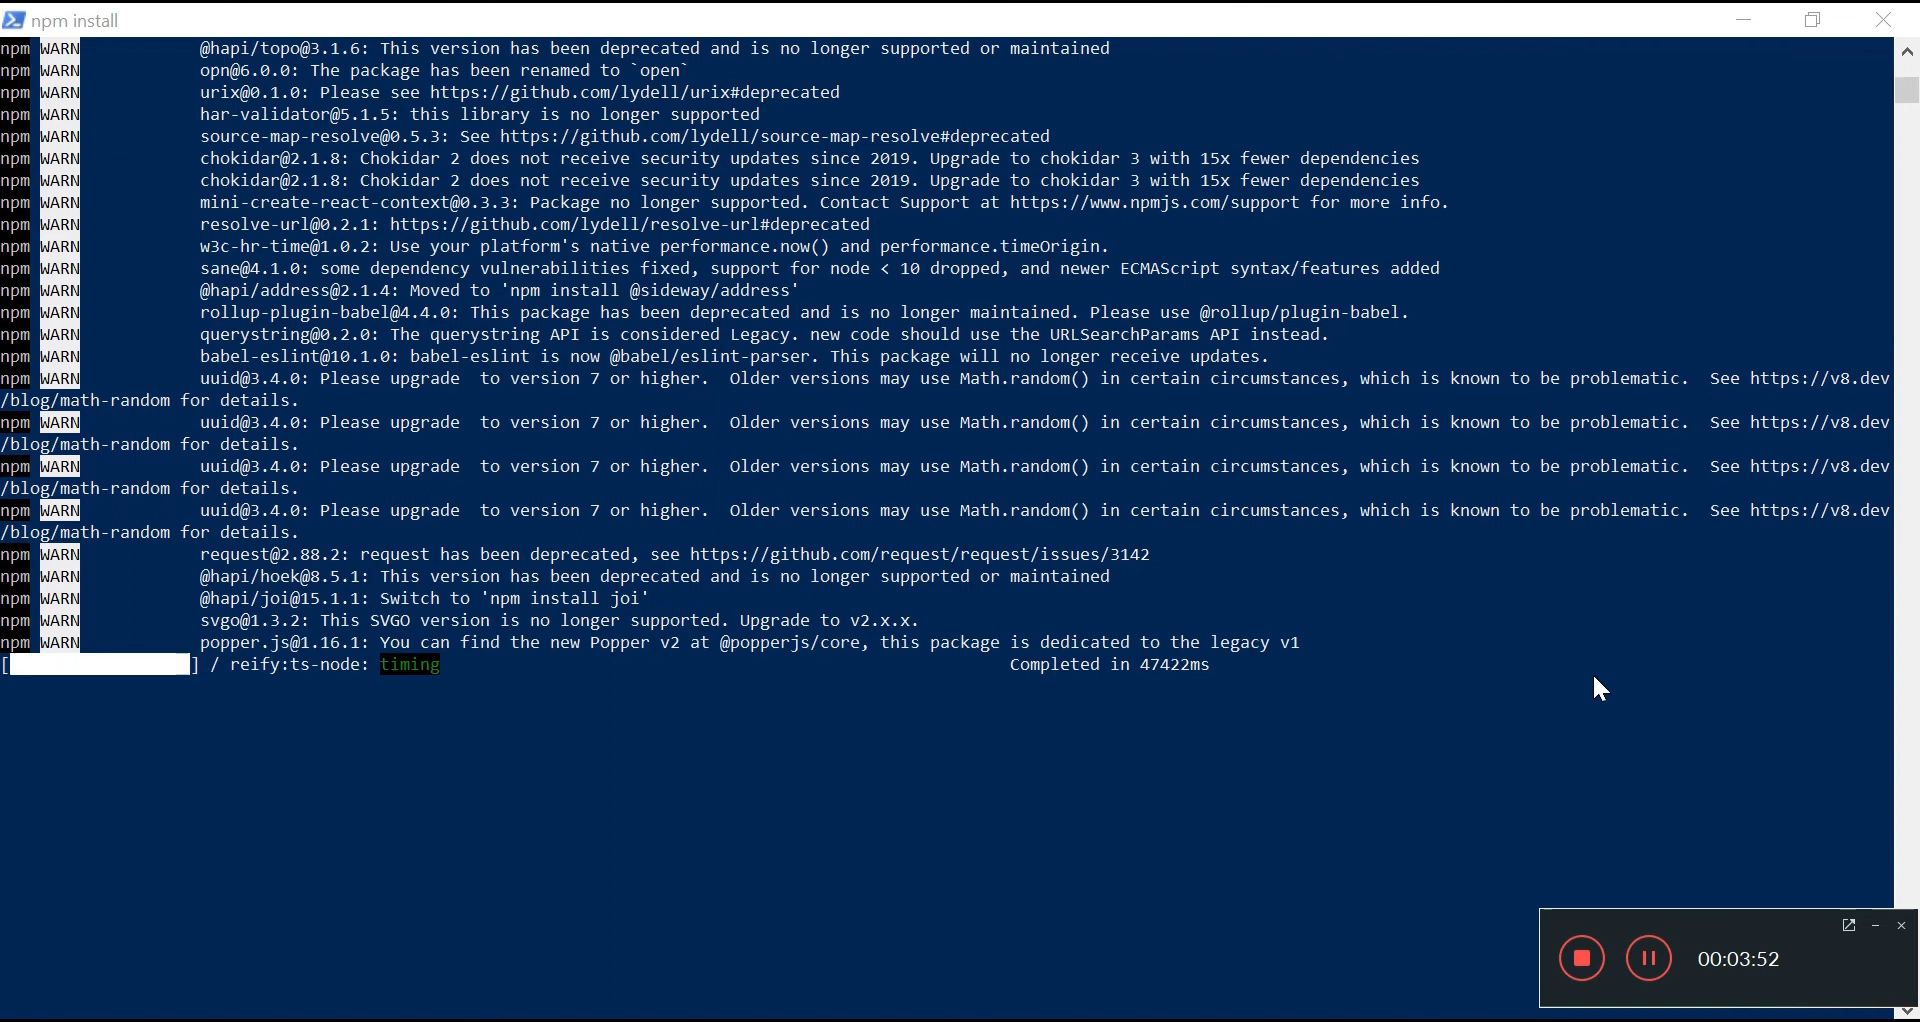 npm install
npm WARN @hapi/topo@3.1.6: This version has been deprecated and is no longer supported or maintained
npm WARN opn@6.0.0: The package has been renamed to `open`
npm WARN urix@0.1.0: Please see https://github.com/lydell/urix#deprecated
npm WARN har-validator@5.1.5: this library is no longer supported
npm WARN source-map-resolve@0.5.3: See https://github.com/lydell/source-map-resolve#deprecated
npm WARN chokidar@2.1.8: Chokidar 2 does not receive security updates since 2019. Upgrade to chokidar 3 with 15x fewer dependencies
npm WARN chokidar@2.1.8: Chokidar 2 does not receive security updates since 2019. Upgrade to chokidar 3 with 15x fewer dependencies
npm WARN mini-create-react-context@0.3.3: Package no longer supported. Contact Support at https://www.npmjs.com/support for more info.
npm WARN resolve-url@0.2.1: https://github.com/lydell/resolve-url#deprecated
npm WARN w3c-hr-time@1.0.2: Use your platform's native performance.now() and performance.timeOrigin.
npm WARN sane@4.1.0: some dependency vulnerabilities fixed, support for node < 10 dropped, and newer ECMAScript syntax/features added
npm WARN @hapi/address@2.1.4: Moved to 'npm install @sideway/address'
npm WARN rollup-plugin-babel@4.4.0: This package has been deprecated and is no longer maintained. Please use @rollup/plugin-babel.
npm WARN querystring@0.2.0: The querystring API is considered Legacy. new code should use the URLSearchParams API instead.
npm WARN babel-eslint@10.1.0: babel-eslint is now @babel/eslint-parser. This package will no longer receive updates.
npm WARN uuid@3.4.0: Please upgrade  to version 7 or higher.  Older versions may use Math.random() in certain circumstances, which is known to be problematic.  See https://v8.dev
/blog/math-random for details.
npm WARN uuid@3.4.0: Please upgrade  to version 7 or higher.  Older versions may use Math.random() in certain circumstances, which is known to be problematic.  See https://v8.dev
/blog/math-random for details.
npm WARN uuid@3.4.0: Please upgrade  to version 7 or higher.  Older versions may use Math.random() in certain circumstances, which is known to be problematic.  See https://v8.dev
/blog/math-random for details.
npm WARN uuid@3.4.0: Please upgrade  to version 7 or higher.  Older versions may use Math.random() in certain circumstances, which is known to be problematic.  See https://v8.dev
/blog/math-random for details.
npm WARN request@2.88.2: request has been deprecated, see https://github.com/request/request/issues/3142
npm WARN @hapi/hoek@8.5.1: This version has been deprecated and is no longer supported or maintained
npm WARN @hapi/joi@15.1.1: Switch to 'npm install joi'
npm WARN svgo@1.3.2: This SVGO version is no longer supported. Upgrade to v2.x.x.
npm WARN popper.js@1.16.1: You can find the new Popper v2 at @popperjs/core, this package is dedicated to the legacy v1
[                  ] / reify:ts-node: timing Completed in 47422ms
00:03:52